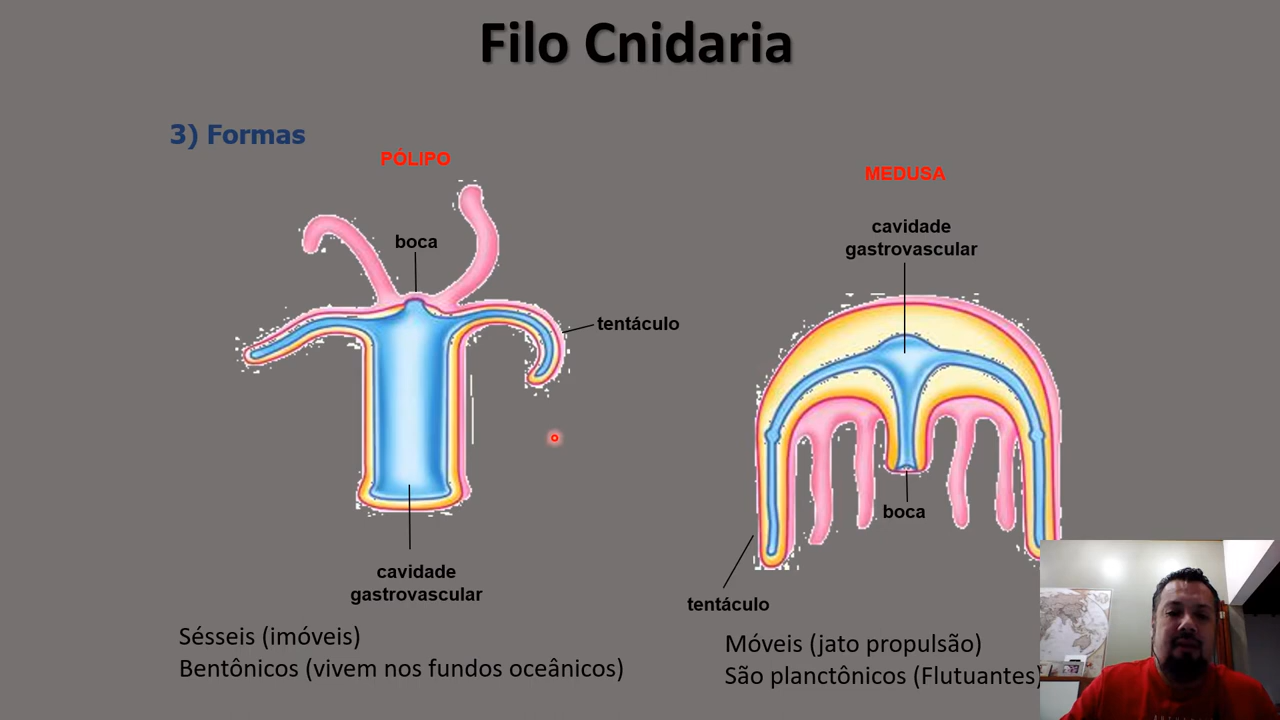 Filo Cnidaria
3) Formas
PÓLIPO
boca
tentáculo
cavidade
gastrovascular
Sésseis (imóveis)
Bentônicos (vivem nos fundos oceânicos)
MEDUSA
cavidade
gastrovascular
boca
tentáculo
Móveis (jato propulsão)
São planctônicos (Flutuantes)